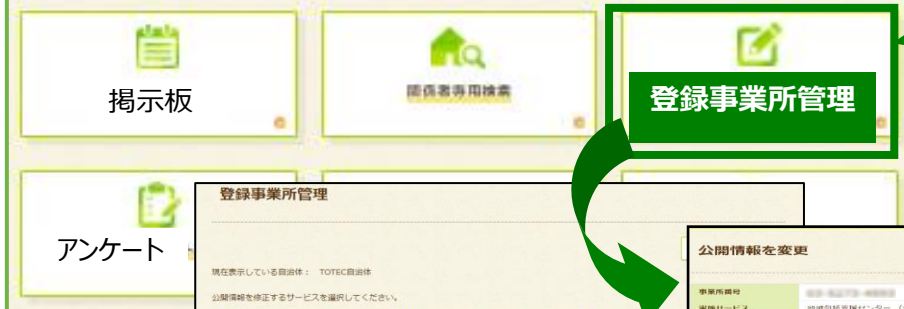 掲示板
関係者専用検索
登録事業所管理
アンケート
登録事業所管理
現在表示している自治体： TOTEC自治体
公開情報を修正するサービスを選択してください。
公開情報を変更
事業所番号